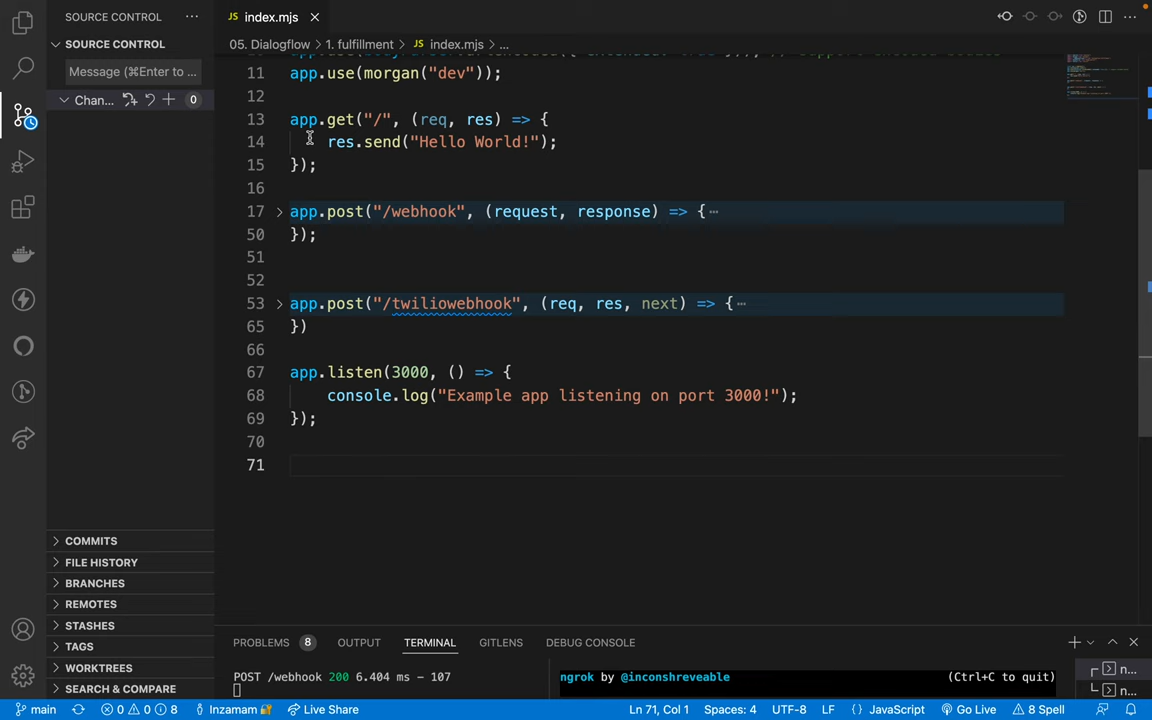 SOURCE CONTROL
···
JS index.mjs ×
···
SOURCE CONTROL
05. Dialogflow > 1. fulfillment > JS index.mjs > ...
Message (⌘Enter to ...
Chan... 0
11 app.use(morgan("dev"));
12
13 app.get("/", (req, res) => {
14 res.send("Hello World!");
15 });
16
17 app.post("/webhook", (request, response) => {···
50 });
51
52
53 app.post("/twiliowebhook", (req, res, next) => {···
65 })
66
67 app.listen(3000, () => {
68 console.log("Example app listening on port 3000!");
69 });
70
71
COMMITS
FILE HISTORY
BRANCHES
REMOTES
STASHES
TAGS
WORKTREES
SEARCH & COMPARE
PROBLEMS 8 OUTPUT TERMINAL GITLENS DEBUG CONSOLE
POST /webhook 200 6.404 ms - 107
ngrok by @inconshreveable (Ctrl+C to quit)
n...
n...
main 0 0 8 Inzamam Live Share Ln 71, Col 1 Spaces: 4 UTF-8 LF {} JavaScript Go Live 8 Spell